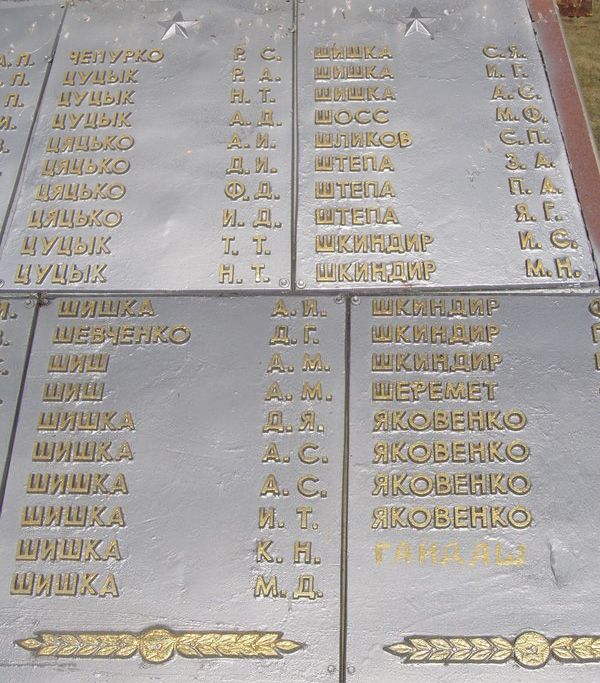 А. П.
П.
П.
И.
В.
ЧЕПУРКО Р. С.
ЦУЦЫК Р. А.
ЦУЦЫК Н. Т.
ЦУЦЫК А. Д.
ЦЯЦЬКО А. И.
ЦЯЦЬКО Д. И.
ЦЯЦЬКО Ф. Д.
ЦЯЦЬКО И. Д.
ЦУЦЫК Т. Т.
ЦУЦЫК Н. Т.
ШИШКА С. Я.
ШИШКА И. Г.
ШИШКА А. С.
ШОСС М. Ф.
ШЛИКОВ С. П.
ШТЕПА З. А.
ШТЕПА П. А.
ШТЕПА Я. Г.
ШКИНДИР И. С.
ШКИНДИР М. Н.
ШИШКА А. И.
ШЕВЧЕНКО Д. Г.
ШИШ А. М.
ШИШ А. М.
ШИШКА Д. Я.
ШИШКА А. С.
ШИШКА А. С.
ШИШКА И. Т.
ШИШКА К. Н.
ШИШКА М. Д.
ШКИНДИР
ШКИНДИР
ШКИНДИР
ШЕРЕМЕТ
ЯКОВЕНКО
ЯКОВЕНКО
ЯКОВЕНКО
ЯКОВЕНКО
ГАЙДАШ